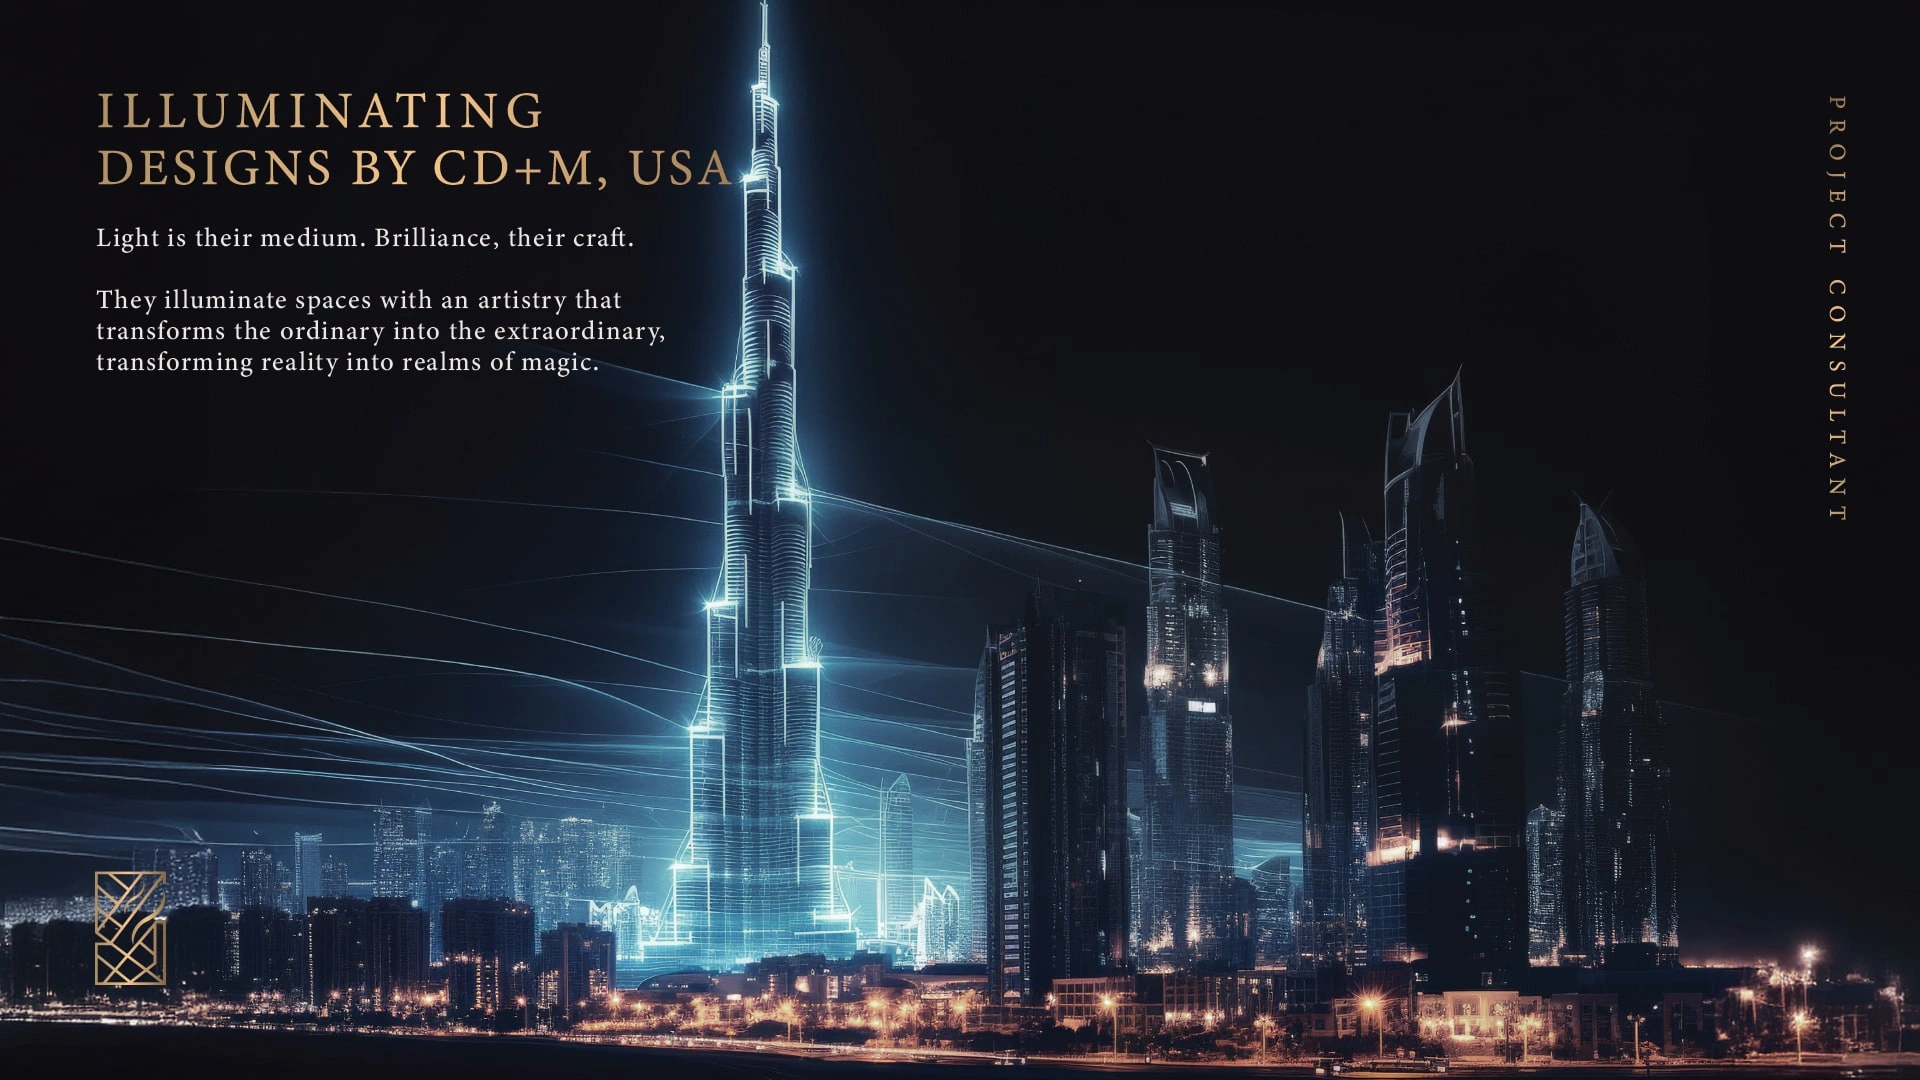 ILLUMINATING
DESIGNS BY CD+M, USA
Light is their medium. Brilliance, their craft.
They illuminate spaces with an artistry that
transforms the ordinary into the extraordinary,
transforming reality into realms of magic.
PROJECT CONSULTANT